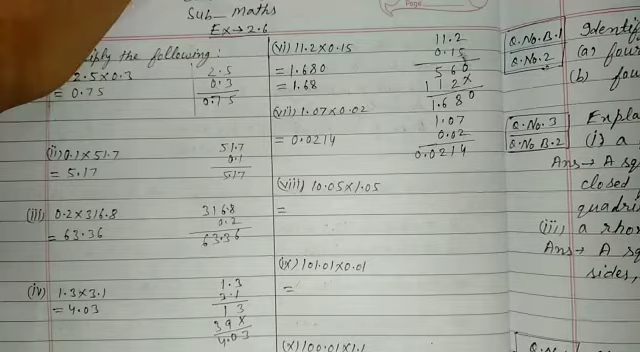 Page
Sub- Maths
Ex→2.6
the following:
2.5×0.3
= 0.75
2.5
0.3
0.75
(ii) 0.1×51.7
= 5.17
51.7
0.1
5.17
(iii) 0.2×316.8
= 63.36
316.8
0.2
63.36
(iv) 1.3×3.1
= 4.03
1.3
3.1
13
39×
4.03
(vi) 11.2×0.15
= 1.680
= 1.68
11.2
0.15
560
112×
1.680
(vii) 1.07×0.02
= 0.0214
1.07
0.02
0.0214
(viii) 10.05×1.05
=
(ix) 101.01×0.01
=
(x) 100.01×1.1
Q.No.B.1
Q.No.2
(a) four
(b) fou
Q.No.3
Q.No B.2
Expla
(i) a
Ans→ A sq
closed
quadri
(iii) a rho
Ans→ A sq
sides,